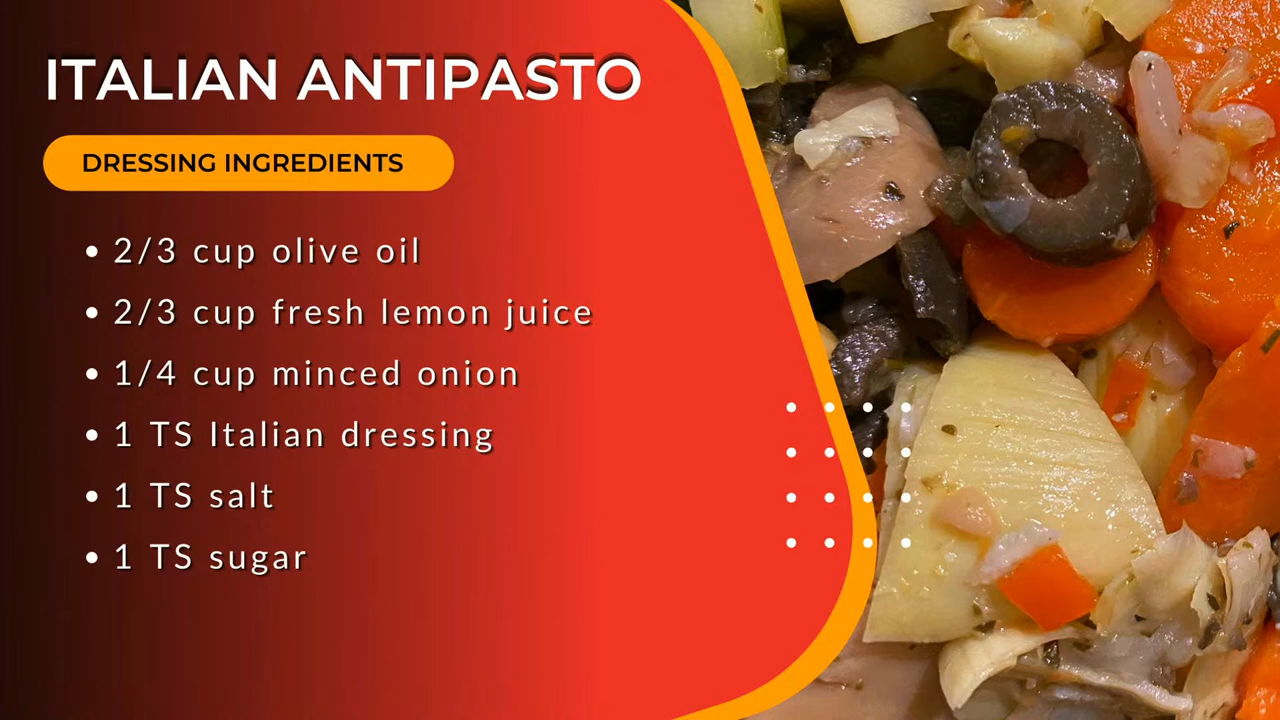 ITALIAN ANTIPASTO
DRESSING INGREDIENTS
• 2/3 cup olive oil
• 2/3 cup fresh lemon juice
• 1/4 cup minced onion
• 1 TS Italian dressing
• 1 TS salt
• 1 TS sugar